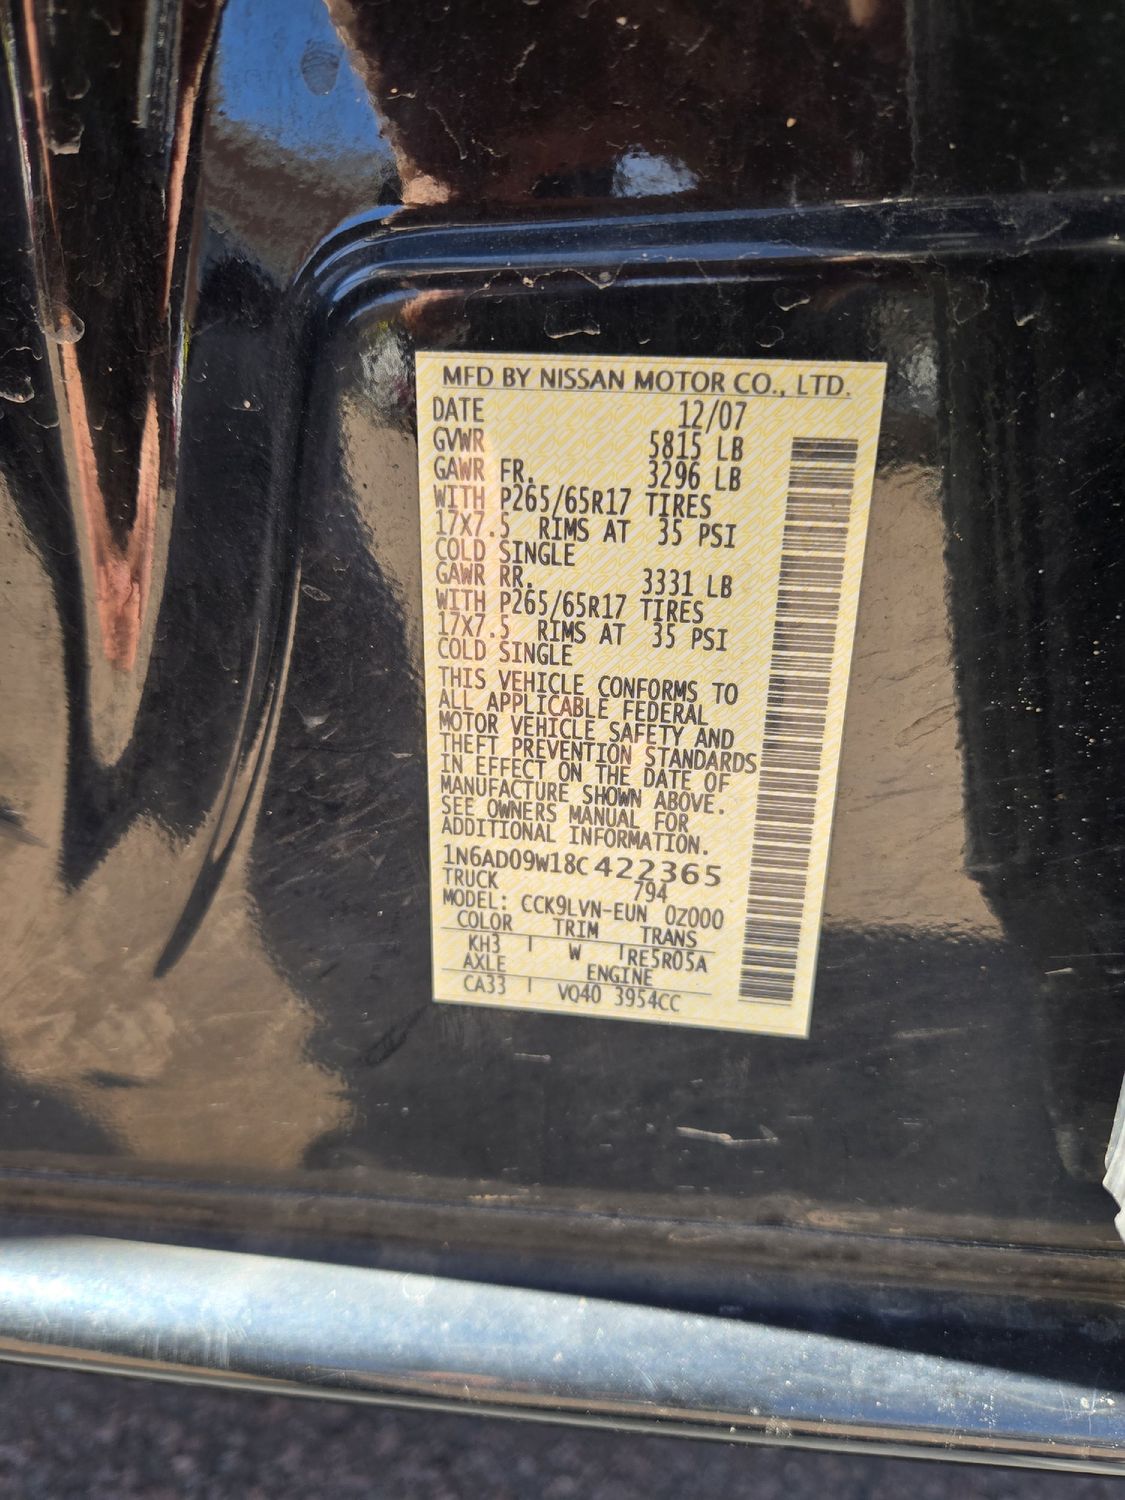 MFD BY NISSAN MOTOR CO., LTD.
DATE 12/07
GVWR 5815 LB
GAWR FR. 3296 LB
WITH P265/65R17 TIRES
17X7.5 RIMS AT 35 PSI
COLD SINGLE
GAWR RR. 3331 LB
WITH P265/65R17 TIRES
17X7.5 RIMS AT 35 PSI
COLD SINGLE
THIS VEHICLE CONFORMS TO
ALL APPLICABLE FEDERAL
MOTOR VEHICLE SAFETY AND
THEFT PREVENTION STANDARDS
IN EFFECT ON THE DATE OF
MANUFACTURE SHOWN ABOVE.
SEE OWNERS MANUAL FOR
ADDITIONAL INFORMATION.
1N6AD09W18C422365
TRUCK 794
MODEL: CCK9LVN-EUN 0Z000
COLOR TRIM TRANS
KH3 | W | RE5R05A
AXLE ENGINE
CA33 | VQ40 3954CC